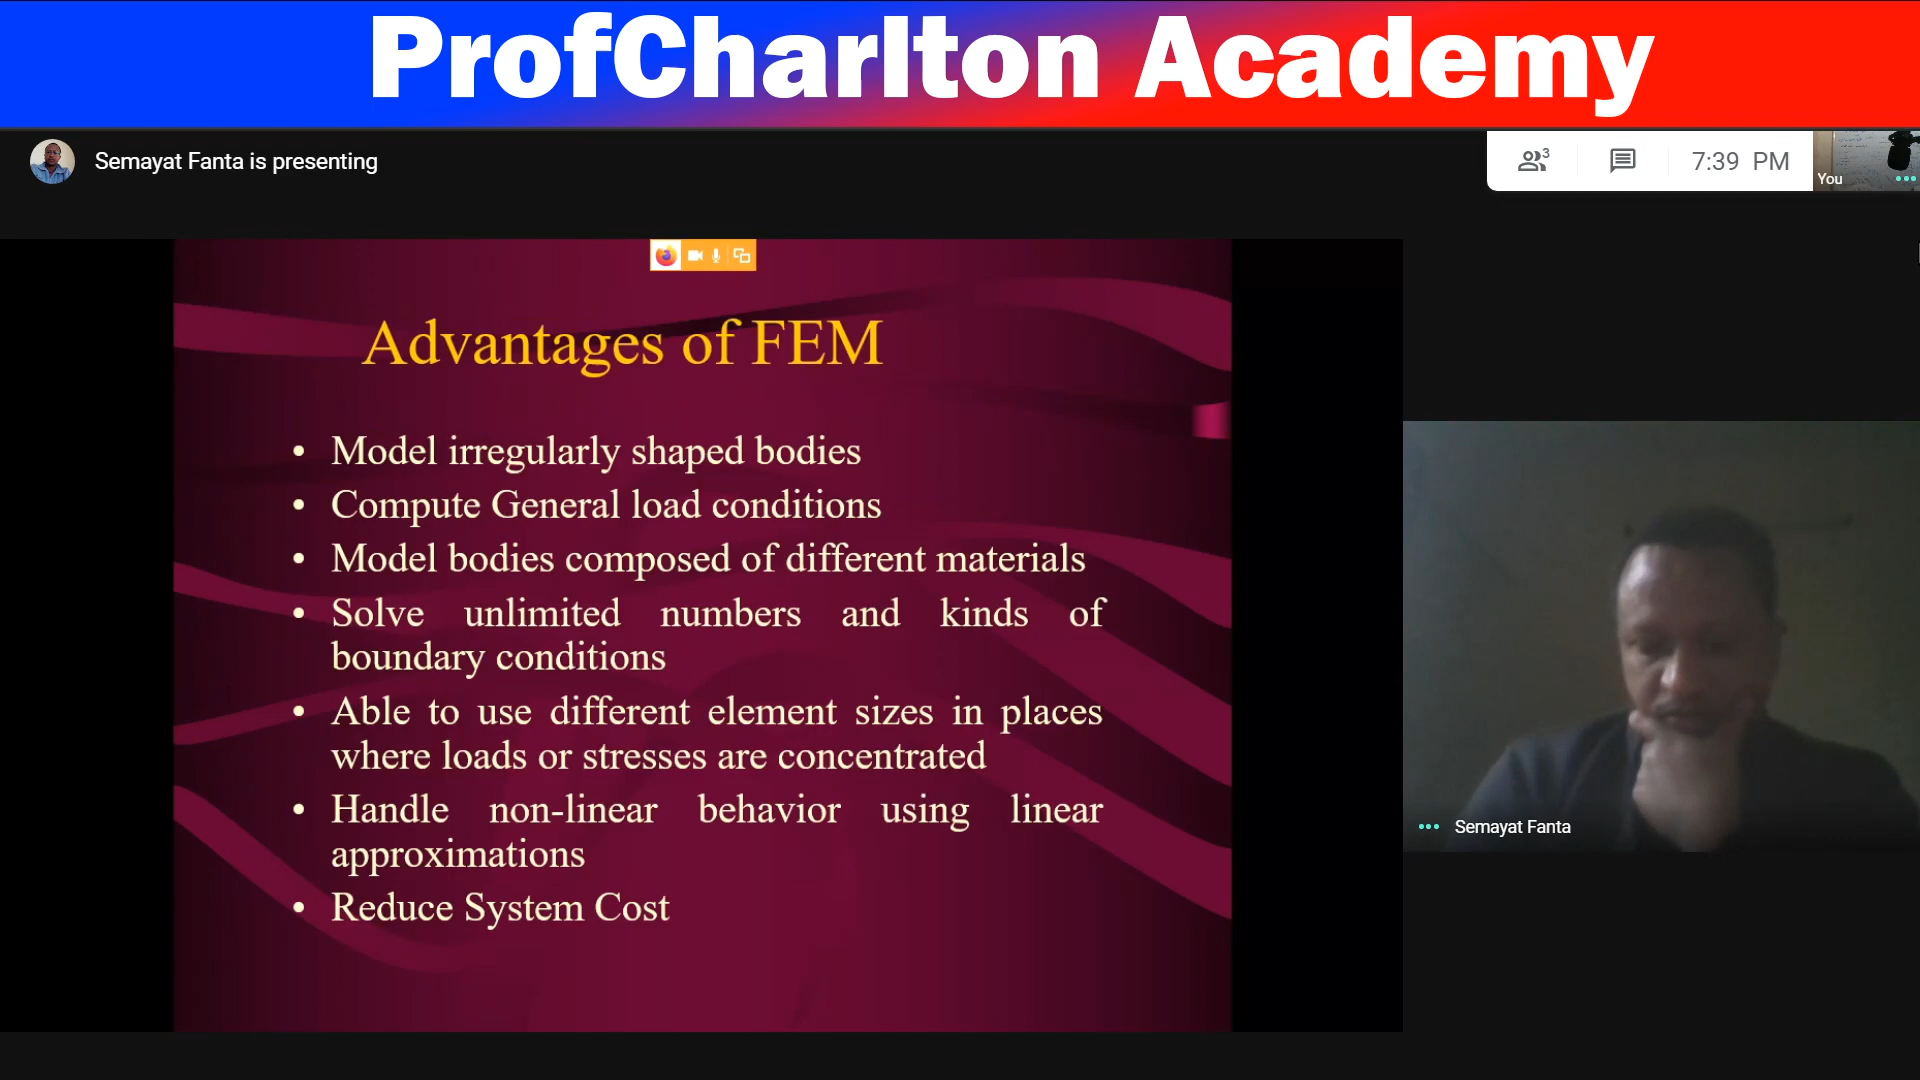 ProfCharlton Academy
Semayat Fanta is presenting
3
7:39 PM
You
Advantages of FEM
• Model irregularly shaped bodies
• Compute General load conditions
• Model bodies composed of different materials
• Solve unlimited numbers and kinds of
boundary conditions
• Able to use different element sizes in places
where loads or stresses are concentrated
• Handle non-linear behavior using linear
approximations
• Reduce System Cost
Semayat Fanta